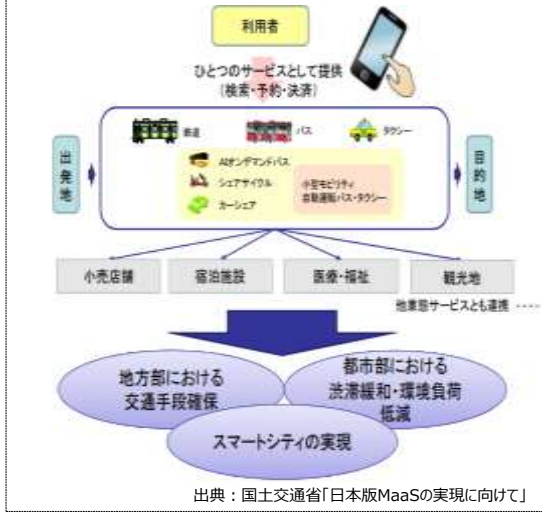 利用者
ひとつのサービスとして提供
(検索・予約・決済)
鉄道
バス
タクシー
出発地
目的地
AIオンデマンドバス
シェアサイクル
カーシェア
小型モビリティ
自動運転バス・タクシー
小売店舗
宿泊施設
医療・福祉
観光地
他業態サービスとも連携 ----
地方部における
交通手段確保
都市部における
渋滞緩和・環境負荷
低減
スマートシティの実現
出典：国土交通省「日本版MaaSの実現に向けて」